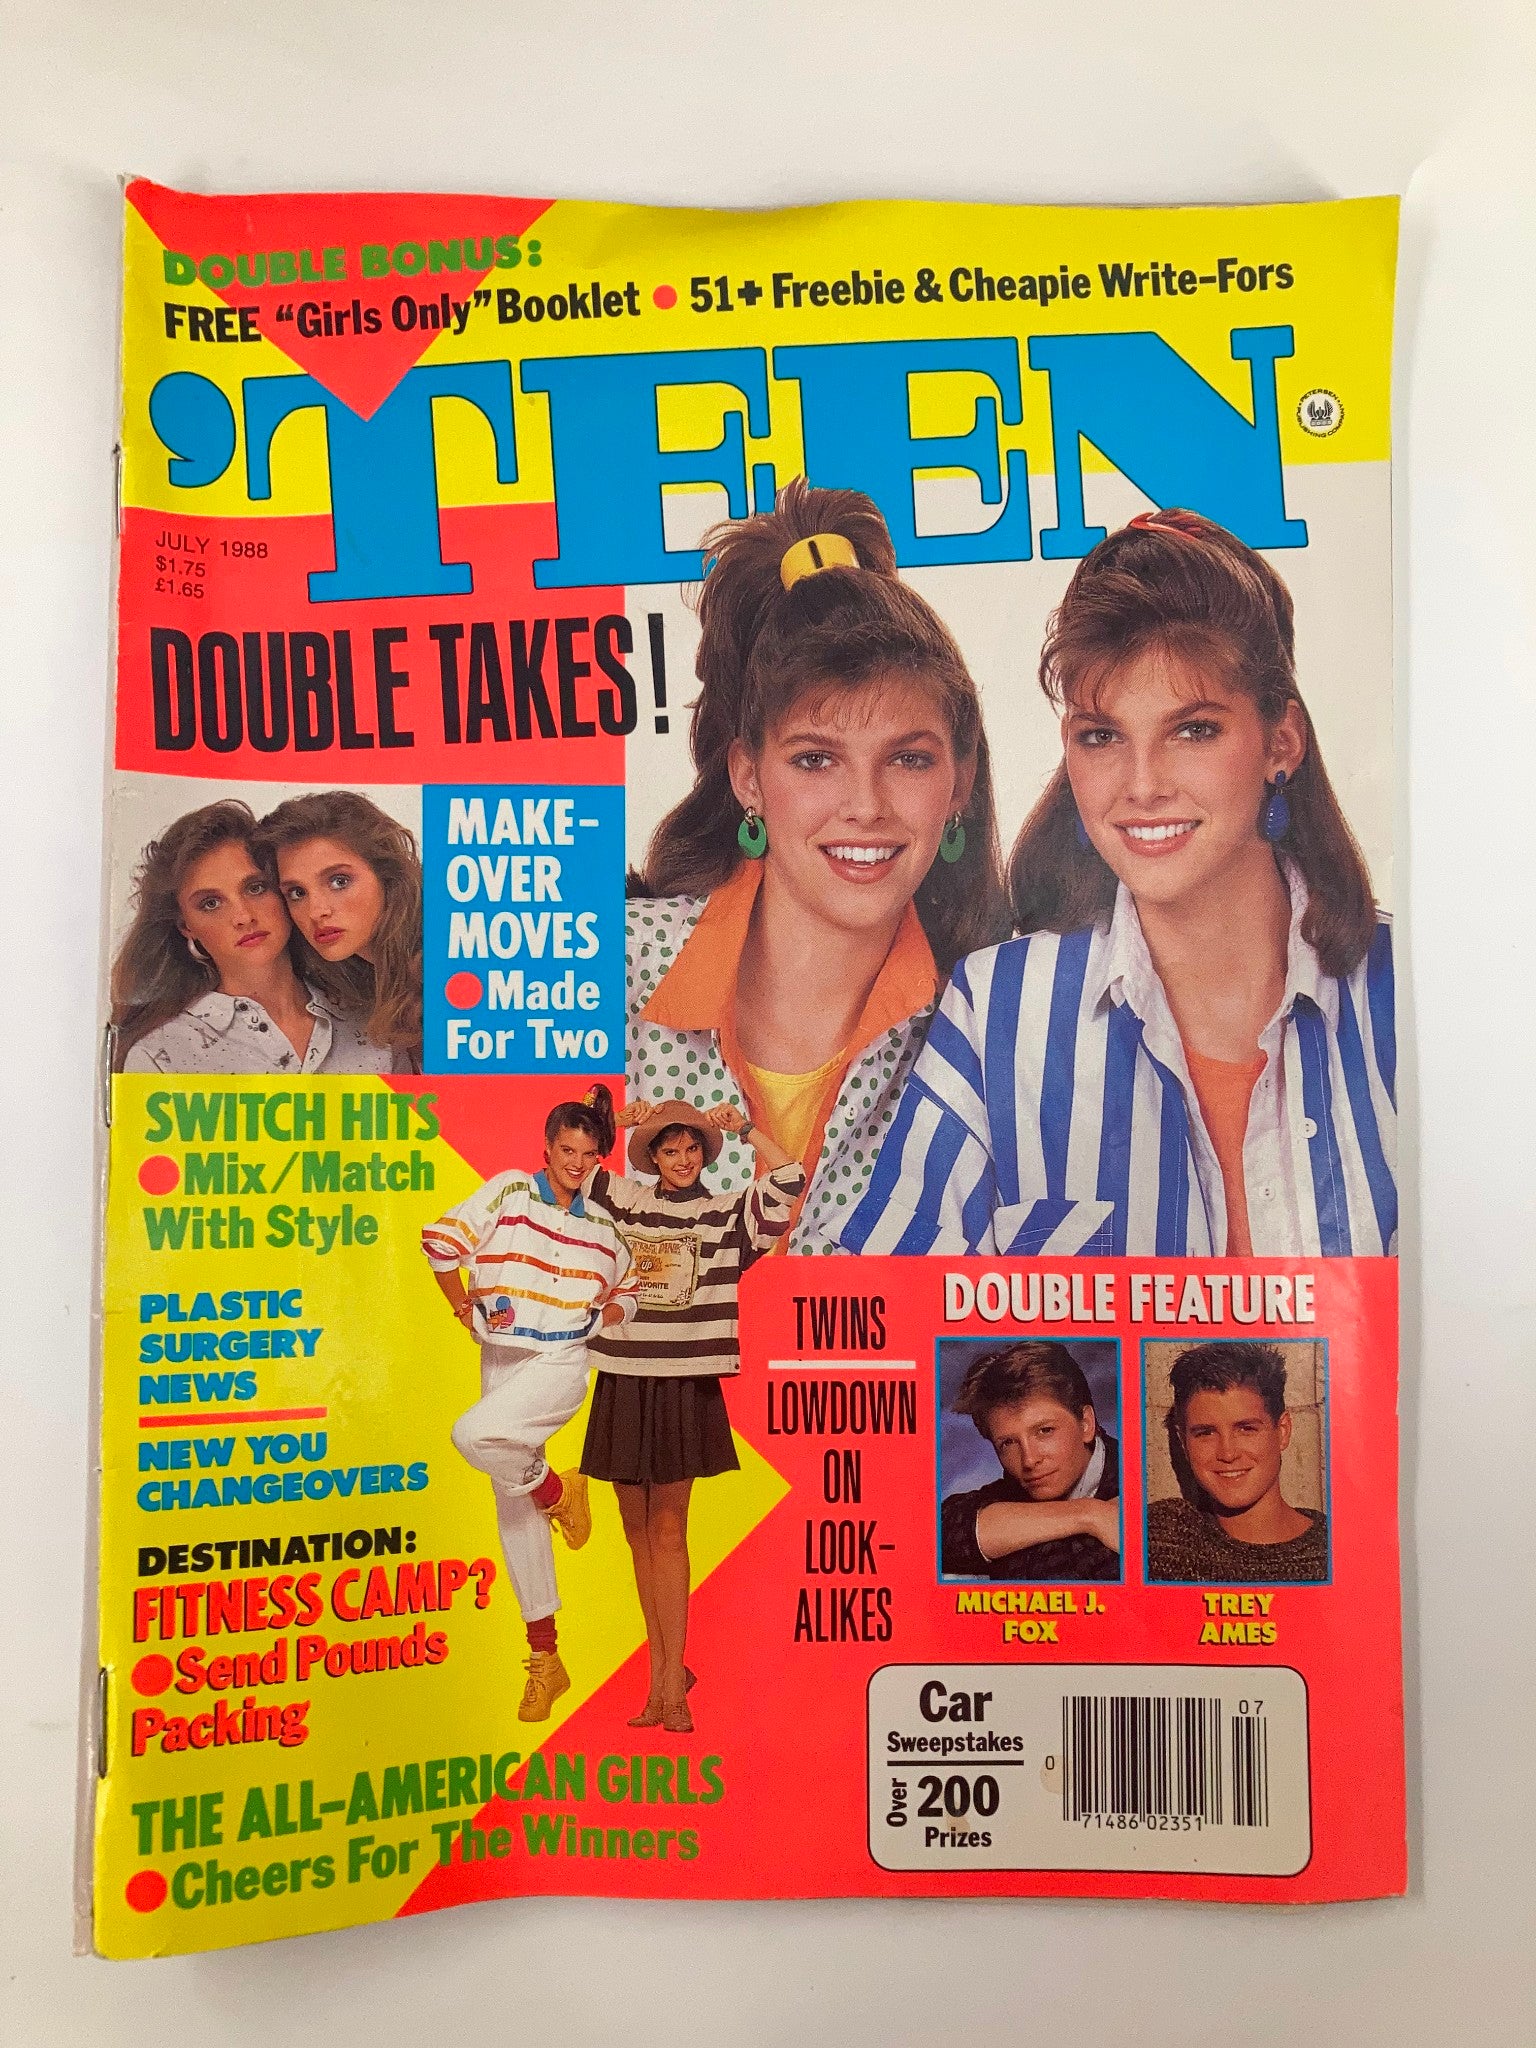 DOUBLE BONUS:
FREE "Girls Only" Booklet ● 51+ Freebie & Cheapie Write-Fors
'TEEN
PETERSEN PUBLISHING COMPANY
JULY 1988
$1.75
£1.65
DOUBLE TAKES!
MAKE-
OVER
MOVES
●Made
For Two
SWITCH HITS
●Mix/Match
With Style
PLASTIC
SURGERY
NEWS
NEW YOU
CHANGEOVERS
DESTINATION:
FITNESS CAMP?
●Send Pounds
Packing
THE ALL-AMERICAN GIRLS
●Cheers For The Winners
TWINS
LOWDOWN
ON
LOOK-
ALIKES
DOUBLE FEATURE
MICHAEL J.
FOX
TREY
AMES
Car
Sweepstakes
Over
200
Prizes
07
0 71486 02351